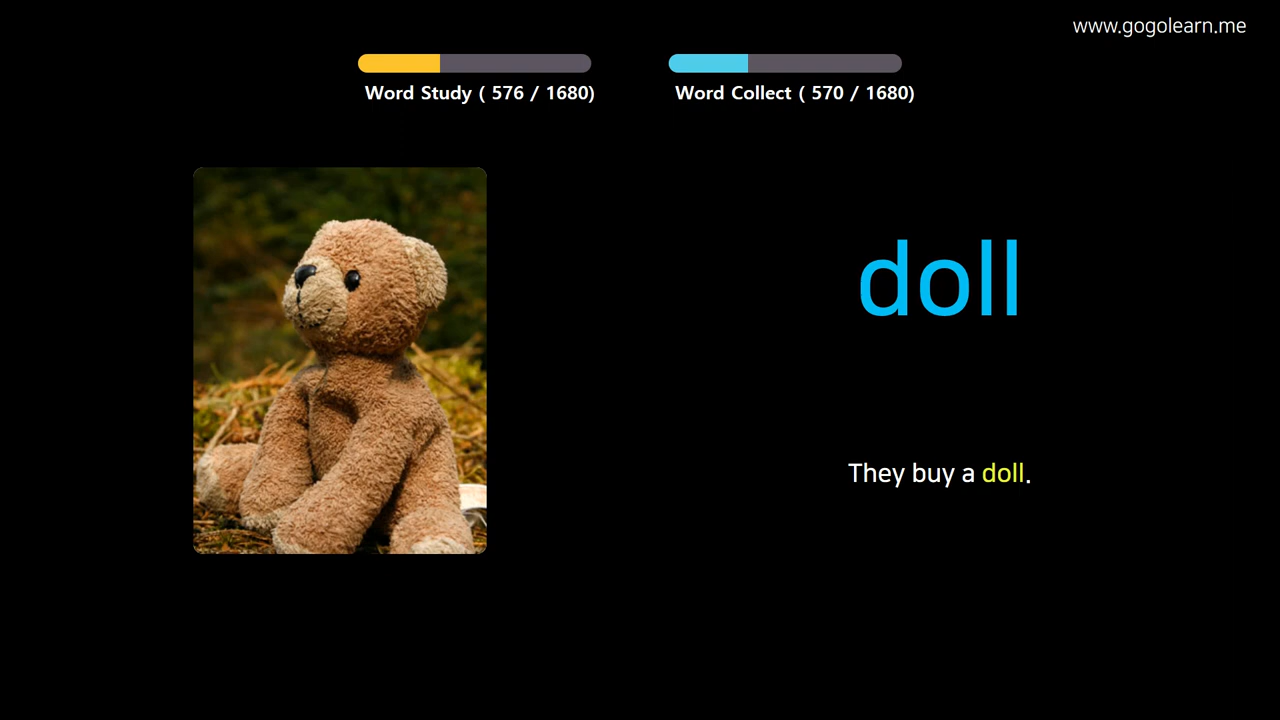 www.gogolearn.me
Word Study ( 576 / 1680)
Word Collect ( 570 / 1680)
doll
They buy a doll.